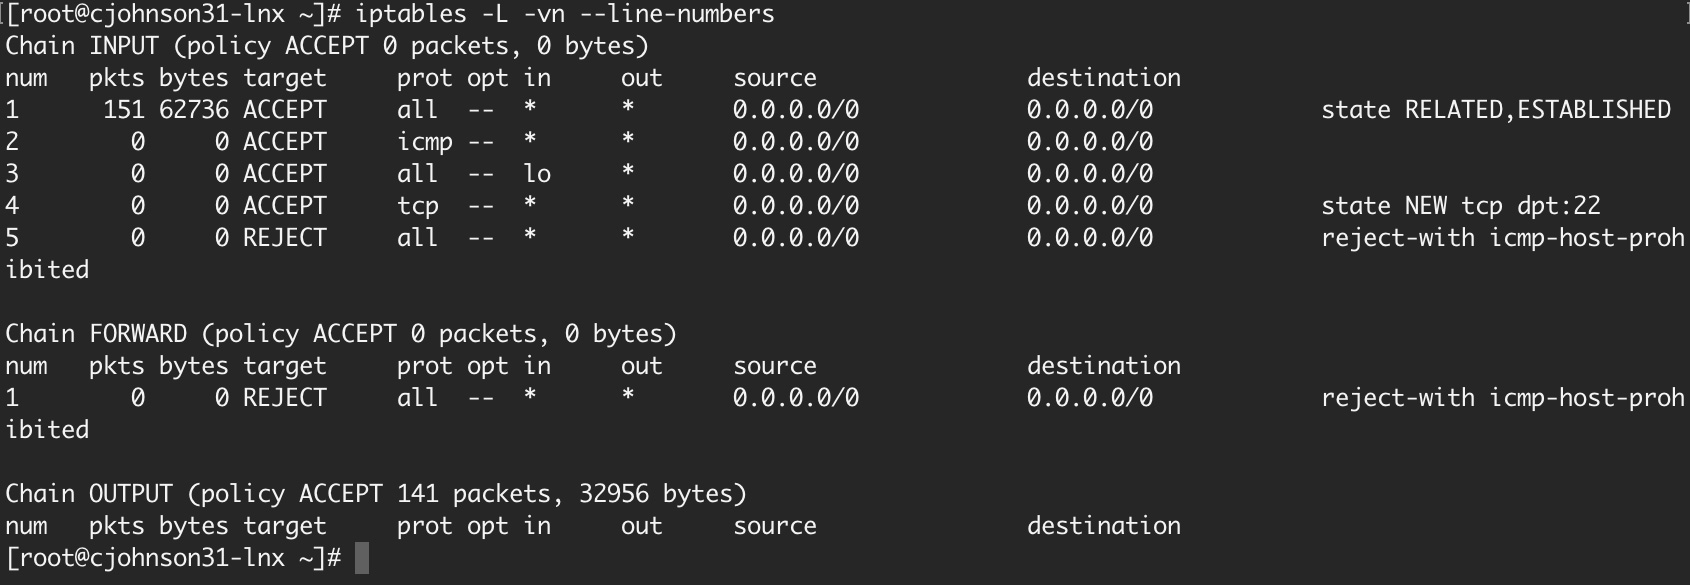 [root@cjohnson31-lnx ~]# iptables -L -vn --line-numbers
Chain INPUT (policy ACCEPT 0 packets, 0 bytes)
num   pkts bytes target     prot opt in     out     source               destination
1       151 62736 ACCEPT     all  --  *      *       0.0.0.0/0            0.0.0.0/0            state RELATED,ESTABLISHED
2         0     0 ACCEPT     icmp --  *      *       0.0.0.0/0            0.0.0.0/0
3         0     0 ACCEPT     all  --  lo     *       0.0.0.0/0            0.0.0.0/0
4         0     0 ACCEPT     tcp  --  *      *       0.0.0.0/0            0.0.0.0/0            state NEW tcp dpt:22
5         0     0 REJECT     all  --  *      *       0.0.0.0/0            0.0.0.0/0            reject-with icmp-host-proh
ibited

Chain FORWARD (policy ACCEPT 0 packets, 0 bytes)
num   pkts bytes target     prot opt in     out     source               destination
1         0     0 REJECT     all  --  *      *       0.0.0.0/0            0.0.0.0/0            reject-with icmp-host-proh
ibited

Chain OUTPUT (policy ACCEPT 141 packets, 32956 bytes)
num   pkts bytes target     prot opt in     out     source               destination
[root@cjohnson31-lnx ~]#